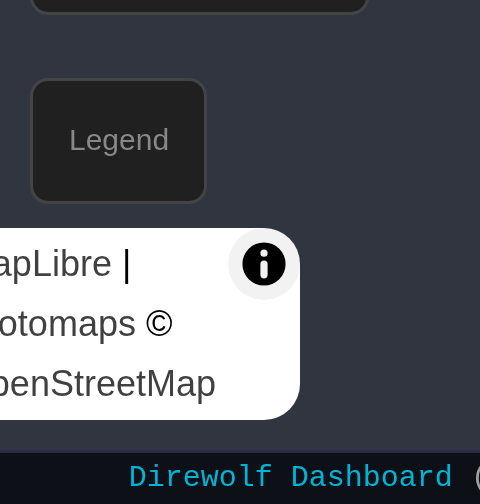 Legend
apLibre |
otomaps ©
penStreetMap
Direwolf Dashboard (